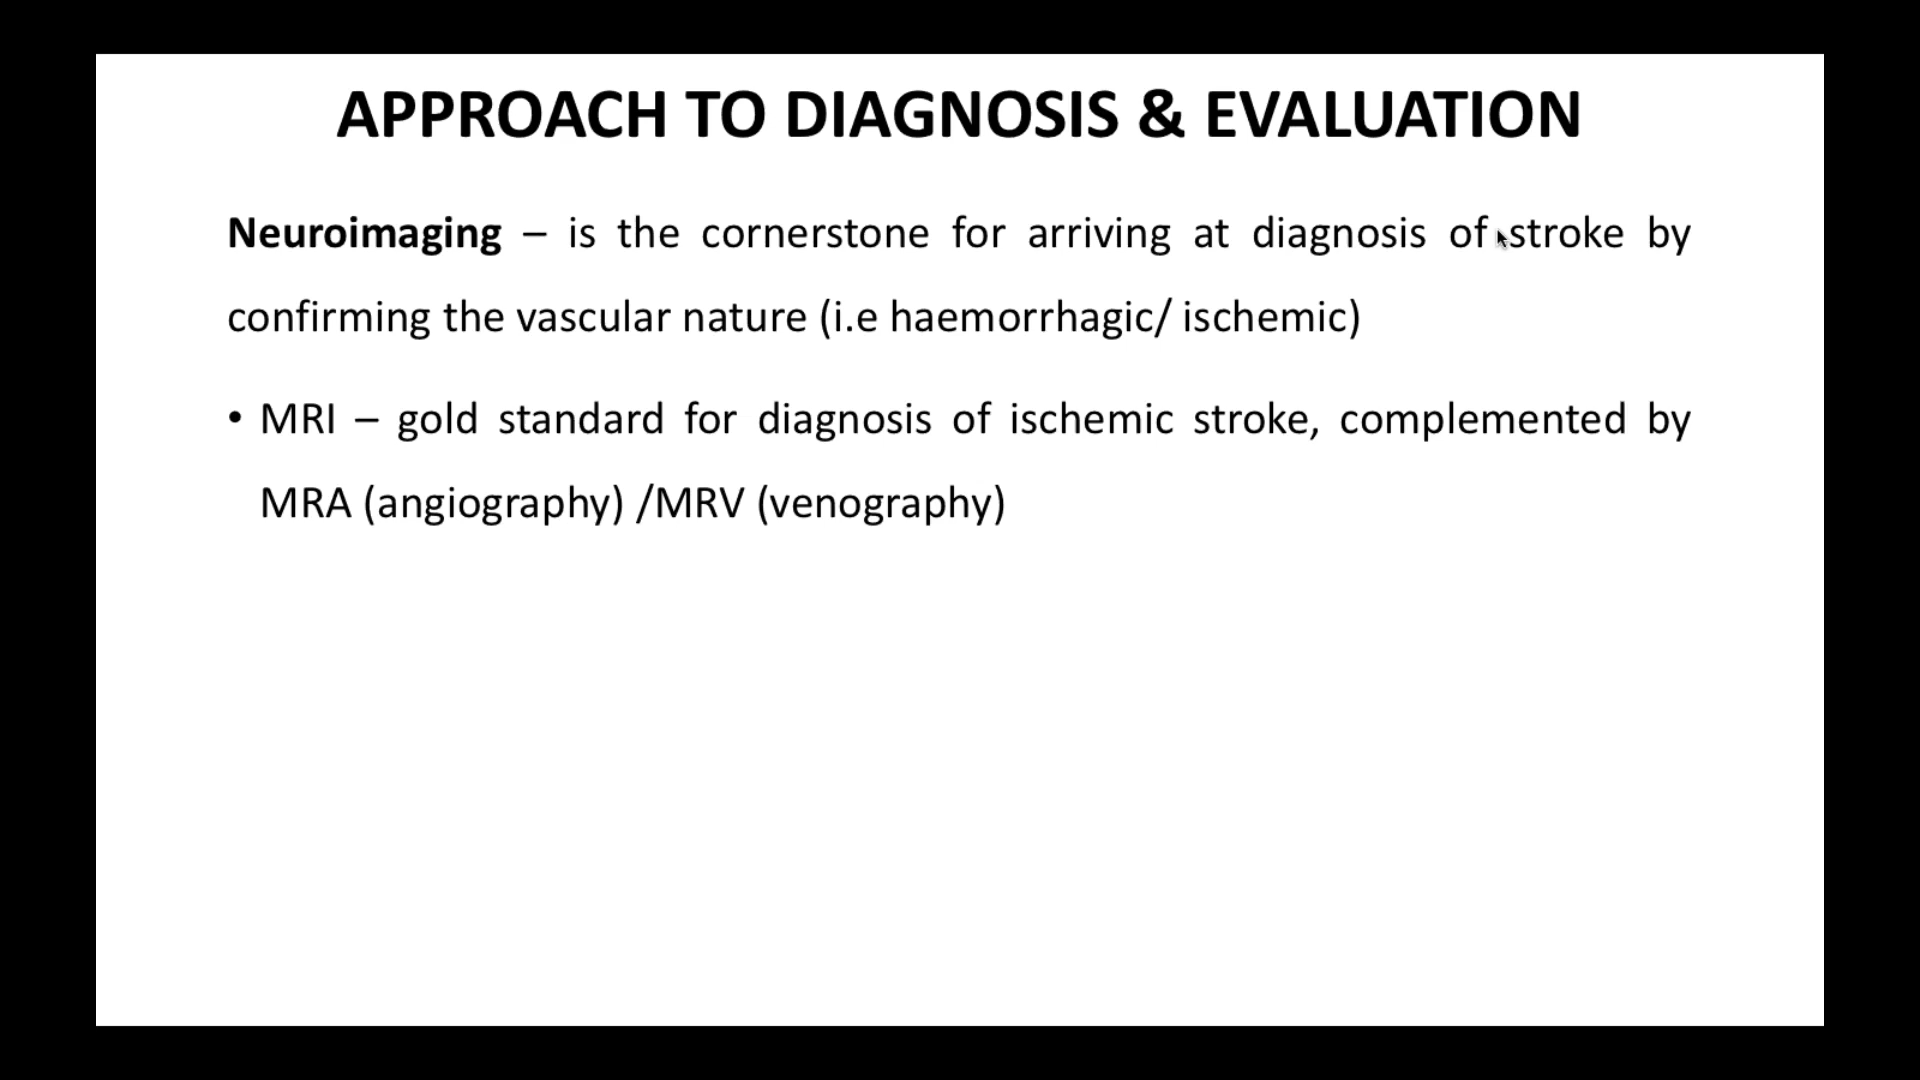 APPROACH TO DIAGNOSIS & EVALUATION
Neuroimaging – is the cornerstone for arriving at diagnosis of stroke by
confirming the vascular nature (i.e haemorrhagic/ ischemic)
• MRI – gold standard for diagnosis of ischemic stroke, complemented by
MRA (angiography) /MRV (venography)